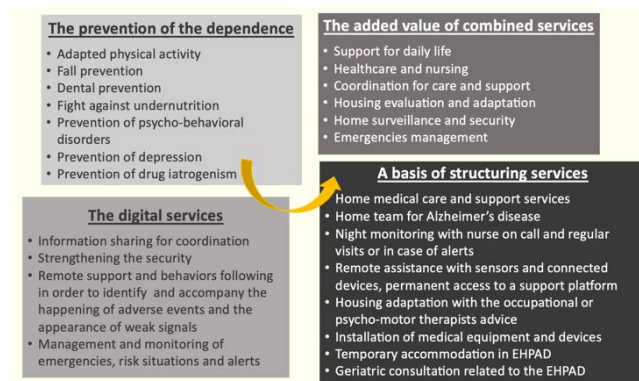 The prevention of the dependence
• Adapted physical activity
• Fall prevention
• Dental prevention
• Fight against undernutrition
• Prevention of psycho-behavioral
disorders
• Prevention of depression
• Prevention of drug iatrogenism
The added value of combined services
• Support for daily life
• Healthcare and nursing
• Coordination for care and support
• Housing evaluation and adaptation
• Home surveillance and security
• Emergencies management
The digital services
• Information sharing for coordination
• Strengthening the security
• Remote support and behaviors following
in order to identify and accompany the
happening of adverse events and the
appearance of weak signals
• Management and monitoring of
emergencies, risk situations and alerts
A basis of structuring services
Home medical care and support services
• Home team for Alzheimer's disease
• Night monitoring with nurse on call and regular
visits or in case of alerts
• Remote assistance with sensors and connected
devices, permanent access to a support platform
• Housing adaptation with the occupational or
psycho-motor therapists advice
• Installation of medical equipment and devices
• Temporary accommodation in EHPAD
• Geriatric consultation related to the EHPAD